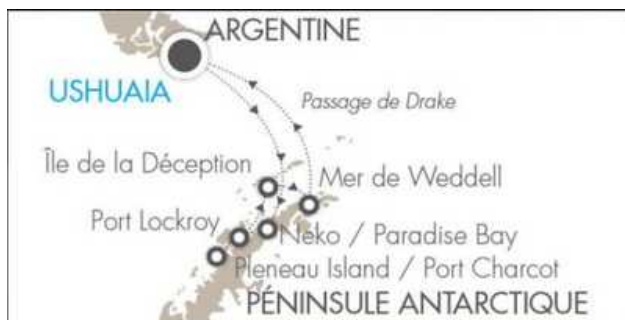 ARGENTINE
USHUAIA
Passage de Drake
Île de la Déception
Mer de Weddell
Port Lockroy
Neko / Paradise Bay
Pleneau Island / Port Charcot
PÉNINSULE ANTARCTIQUE